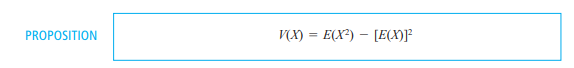 PROPOSITION
V(X) = E(X²) − [E(X)]²